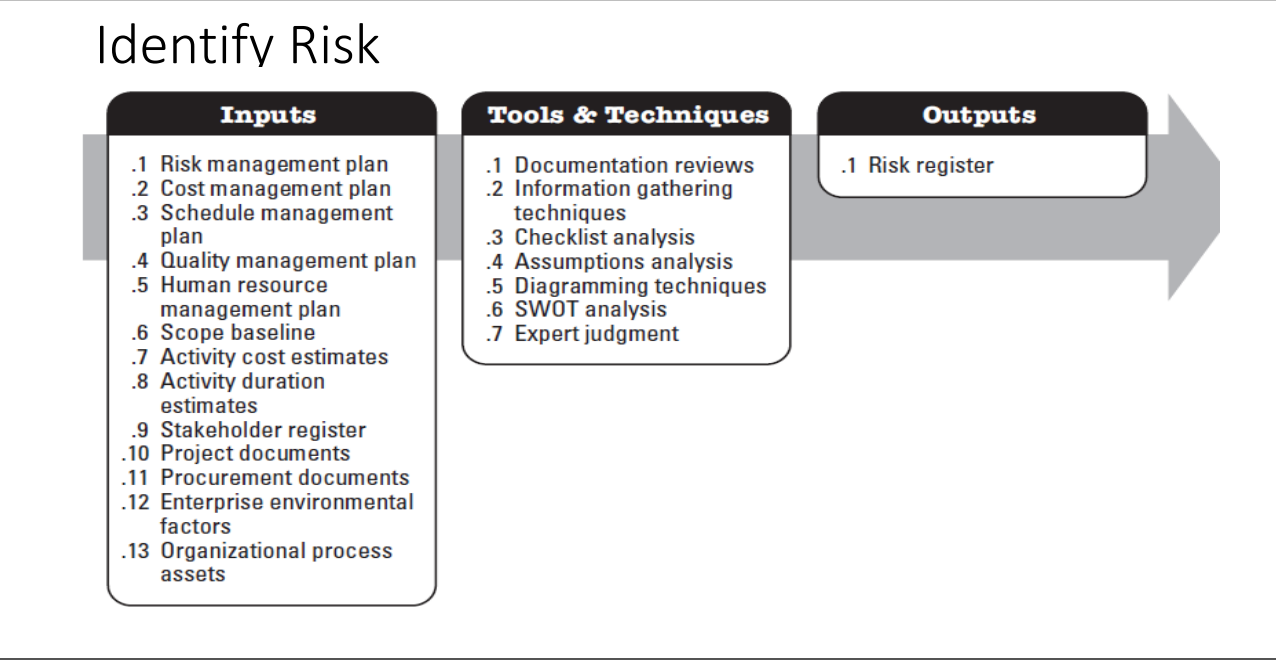 Identify Risk
Inputs
.1 Risk management plan
.2 Cost management plan
.3 Schedule management
plan
.4 Quality management plan
.5 Human resource
management plan
.6 Scope baseline
.7 Activity cost estimates
.8 Activity duration
estimates
.9 Stakeholder register
.10 Project documents
.11 Procurement documents
.12 Enterprise environmental
factors
.13 Organizational process
assets
Tools & Techniques
.1 Documentation reviews
.2 Information gathering
techniques
.3 Checklist analysis
.4 Assumptions analysis
.5 Diagramming techniques
.6 SWOT analysis
.7 Expert judgment
Outputs
.1 Risk register